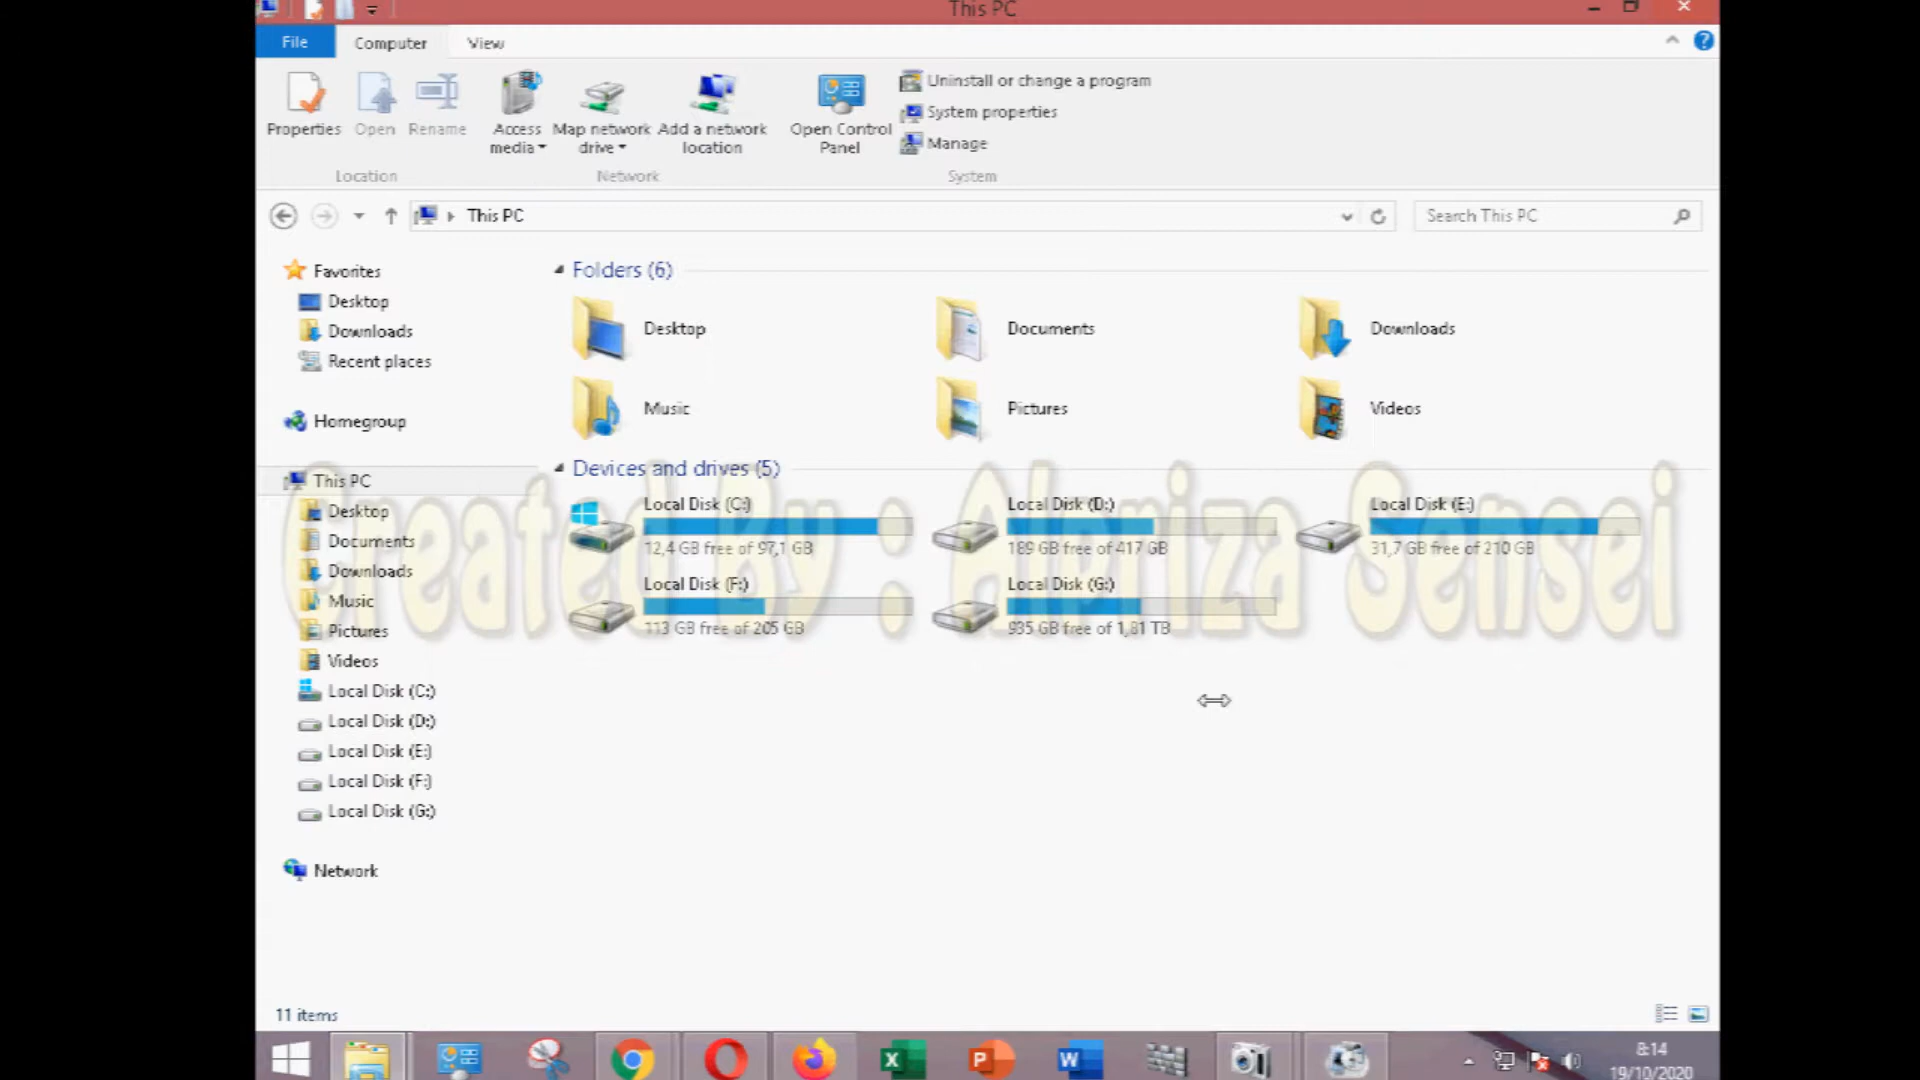 This PC
File
Computer
View
Properties
Open
Rename
Access media
Map network drive
Add a network location
Open Control Panel
Uninstall or change a program
System properties
Manage
Location
Network
System
This PC
Search This PC
Favorites
Desktop
Downloads
Recent places
Homegroup
This PC
Desktop
Documents
Downloads
Music
Pictures
Videos
Local Disk (C:)
Local Disk (D:)
Local Disk (E:)
Local Disk (F:)
Local Disk (G:)
Network
Folders (6)
Desktop
Documents
Downloads
Music
Pictures
Videos
Devices and drives (5)
Local Disk (C:)
12,4 GB free of 97,1 GB
Local Disk (D:)
189 GB free of 417 GB
Local Disk (E:)
31,7 GB free of 210 GB
Local Disk (F:)
113 GB free of 205 GB
Local Disk (G:)
935 GB free of 1,81 TB
Created By : Alpriza Sensei
11 items
8:14
19/10/2020